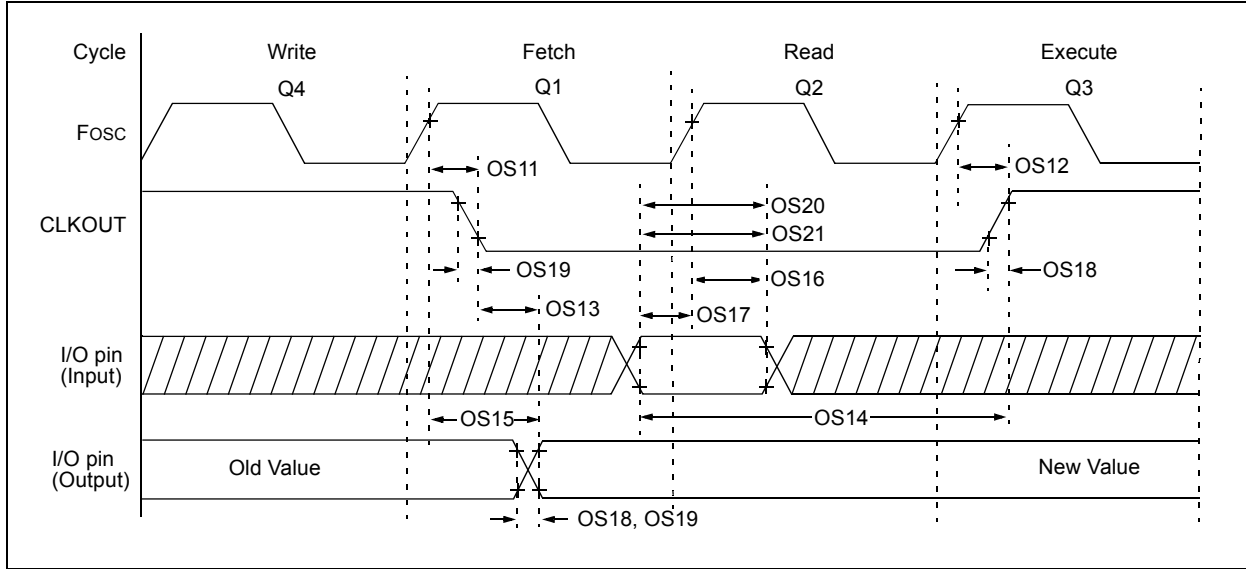 Cycle Write Fetch Read Execute
Q4 Q1 Q2 Q3
FOSC
OS11 OS12
OS20
CLKOUT
OS21
OS19 OS16 OS18
OS13 OS17
I/O pin
(Input)
OS15 OS14
I/O pin
(Output)
Old Value New Value
OS18, OS19